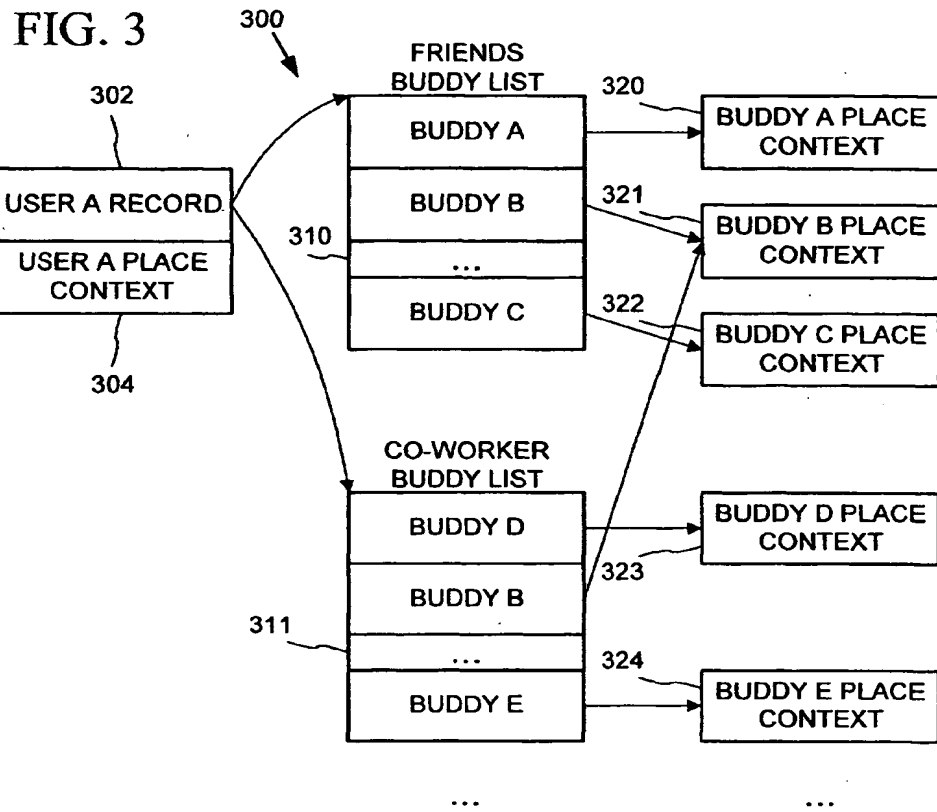 FIG. 3
300
302
USER A RECORD
USER A PLACE
CONTEXT
304
FRIENDS
BUDDY LIST
BUDDY A
BUDDY B
310
...
BUDDY C
320
BUDDY A PLACE
CONTEXT
321
BUDDY B PLACE
CONTEXT
322
BUDDY C PLACE
CONTEXT
CO-WORKER
BUDDY LIST
BUDDY D
BUDDY B
311
...
BUDDY E
BUDDY D PLACE
CONTEXT
323
324
BUDDY E PLACE
CONTEXT
...
...